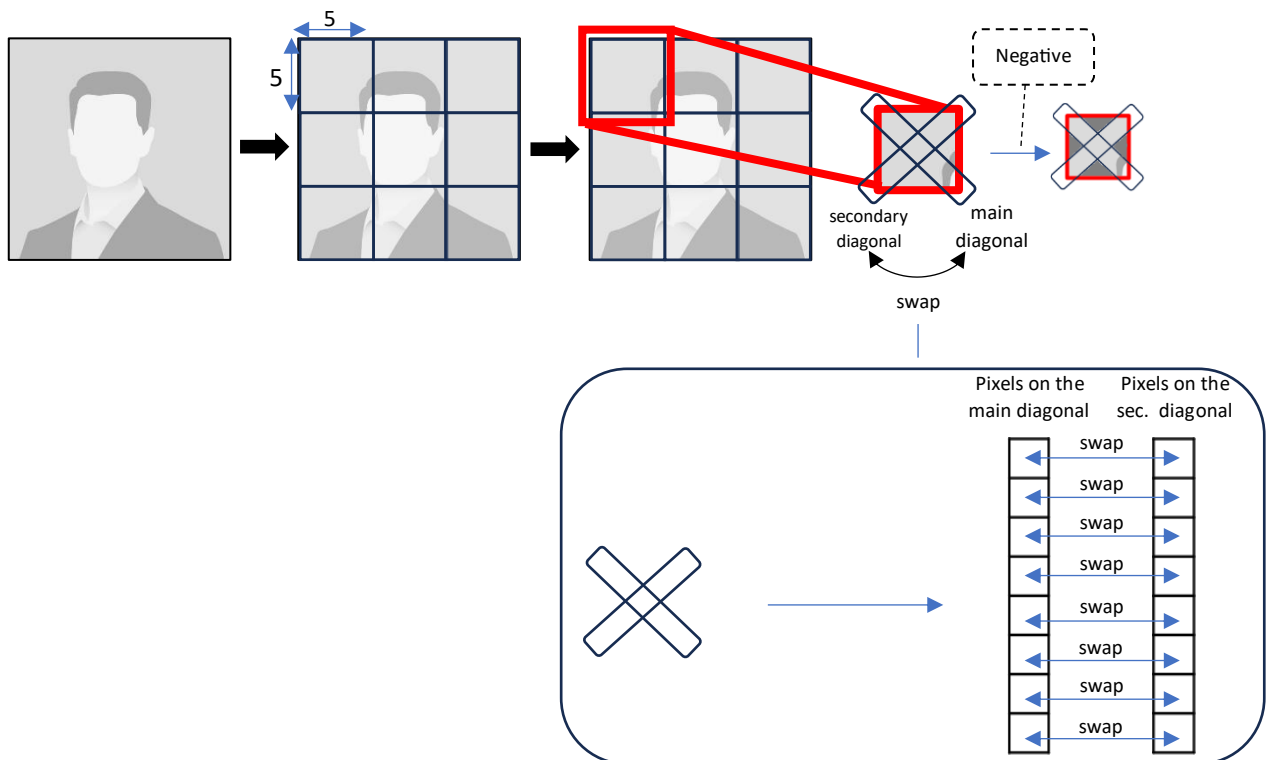 5
5
Negative
secondary
diagonal
main
diagonal
swap
Pixels on the
main diagonal
Pixels on the
sec. diagonal
swap
swap
swap
swap
swap
swap
swap
swap